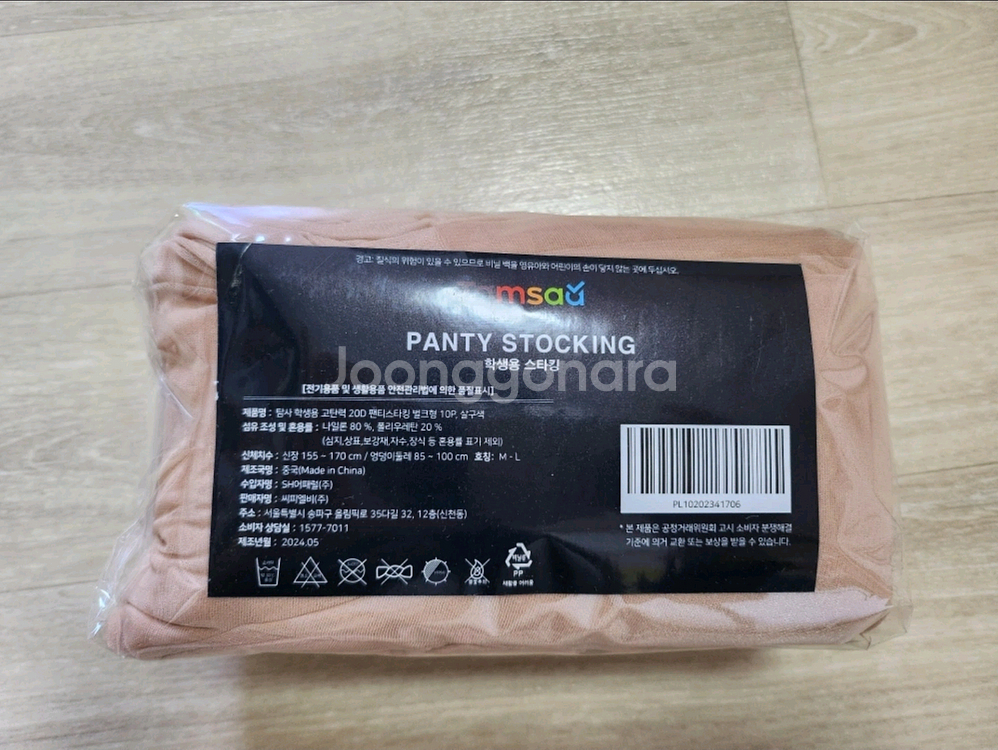 경고: 질식의 위험이 있을 수 있으므로 비닐 백을 영유아와 어린이의 손이 닿지 않는 곳에 두십시오.
msa
PANTY STOCKING
학생용 스타킹
Joonggonara
[전기용품 및 생활용품 안전관리법에 의한 품질표시]
제품명 : 탐사 학생용 고탄력 20D 팬티스타킹 벌크형 10P, 살구색
섬유 조성 및 혼용률 : 나일론 80 %, 폴리우레탄 20 %
(심지,상표,보강재,자수,장식 등 혼용률 표기 제외)
신체치수 : 신장 155 ~ 170 cm / 엉덩이둘레 85 ~ 100 cm 호칭: M - L
제조국명 : 중국(Made in China)
수입자명 : SH어패럴(주)
판매자명 : 씨피엘비(주)
주소 : 서울특별시 송파구 올림픽로 35다길 32, 12층(신천동)
소비자 상담실 : 1577-7011
제조년월 : 2024.05
PL10202341706
* 본 제품은 공정거래위원회 고시 소비자 분쟁해결
기준에 의거 교환 또는 보상을 받을 수 있습니다.
비닐류
PP